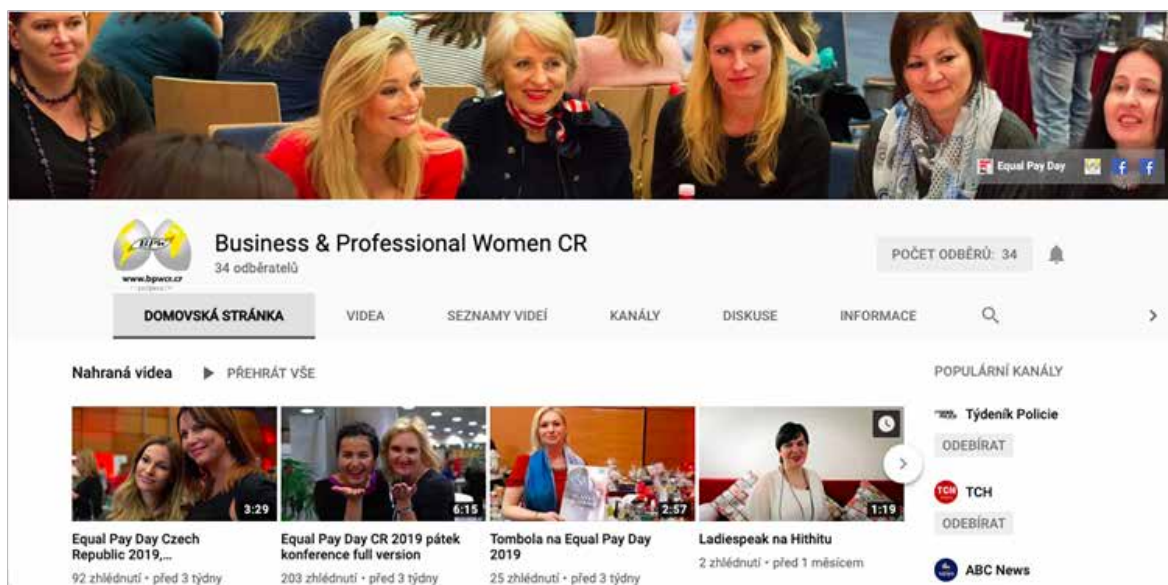 Equal Pay Day
www.bpwcr.cr
Business & Professional Women CR
34 odběratelů
POČET ODBĚRŮ: 34
DOMOVSKÁ STRÁNKA
VIDEA
SEZNAMY VIDEÍ
KANÁLY
DISKUSE
INFORMACE
Nahraná videa
PŘEHRÁT VŠE
POPULÁRNÍ KANÁLY
3:29
6:15
2:57
1:19
Equal Pay Day Czech
Republic 2019,...
92 zhlédnutí • před 3 týdny
Equal Pay Day CR 2019 pátek
konference full version
203 zhlédnutí • před 3 týdny
Tombola na Equal Pay Day
2019
25 zhlédnutí • před 3 týdny
Ladiespeak na Hithitu
2 zhlédnutí • před 1 měsícem
Týdeník Policie
ODEBÍRAT
TCH
TCH
ODEBÍRAT
ABC News